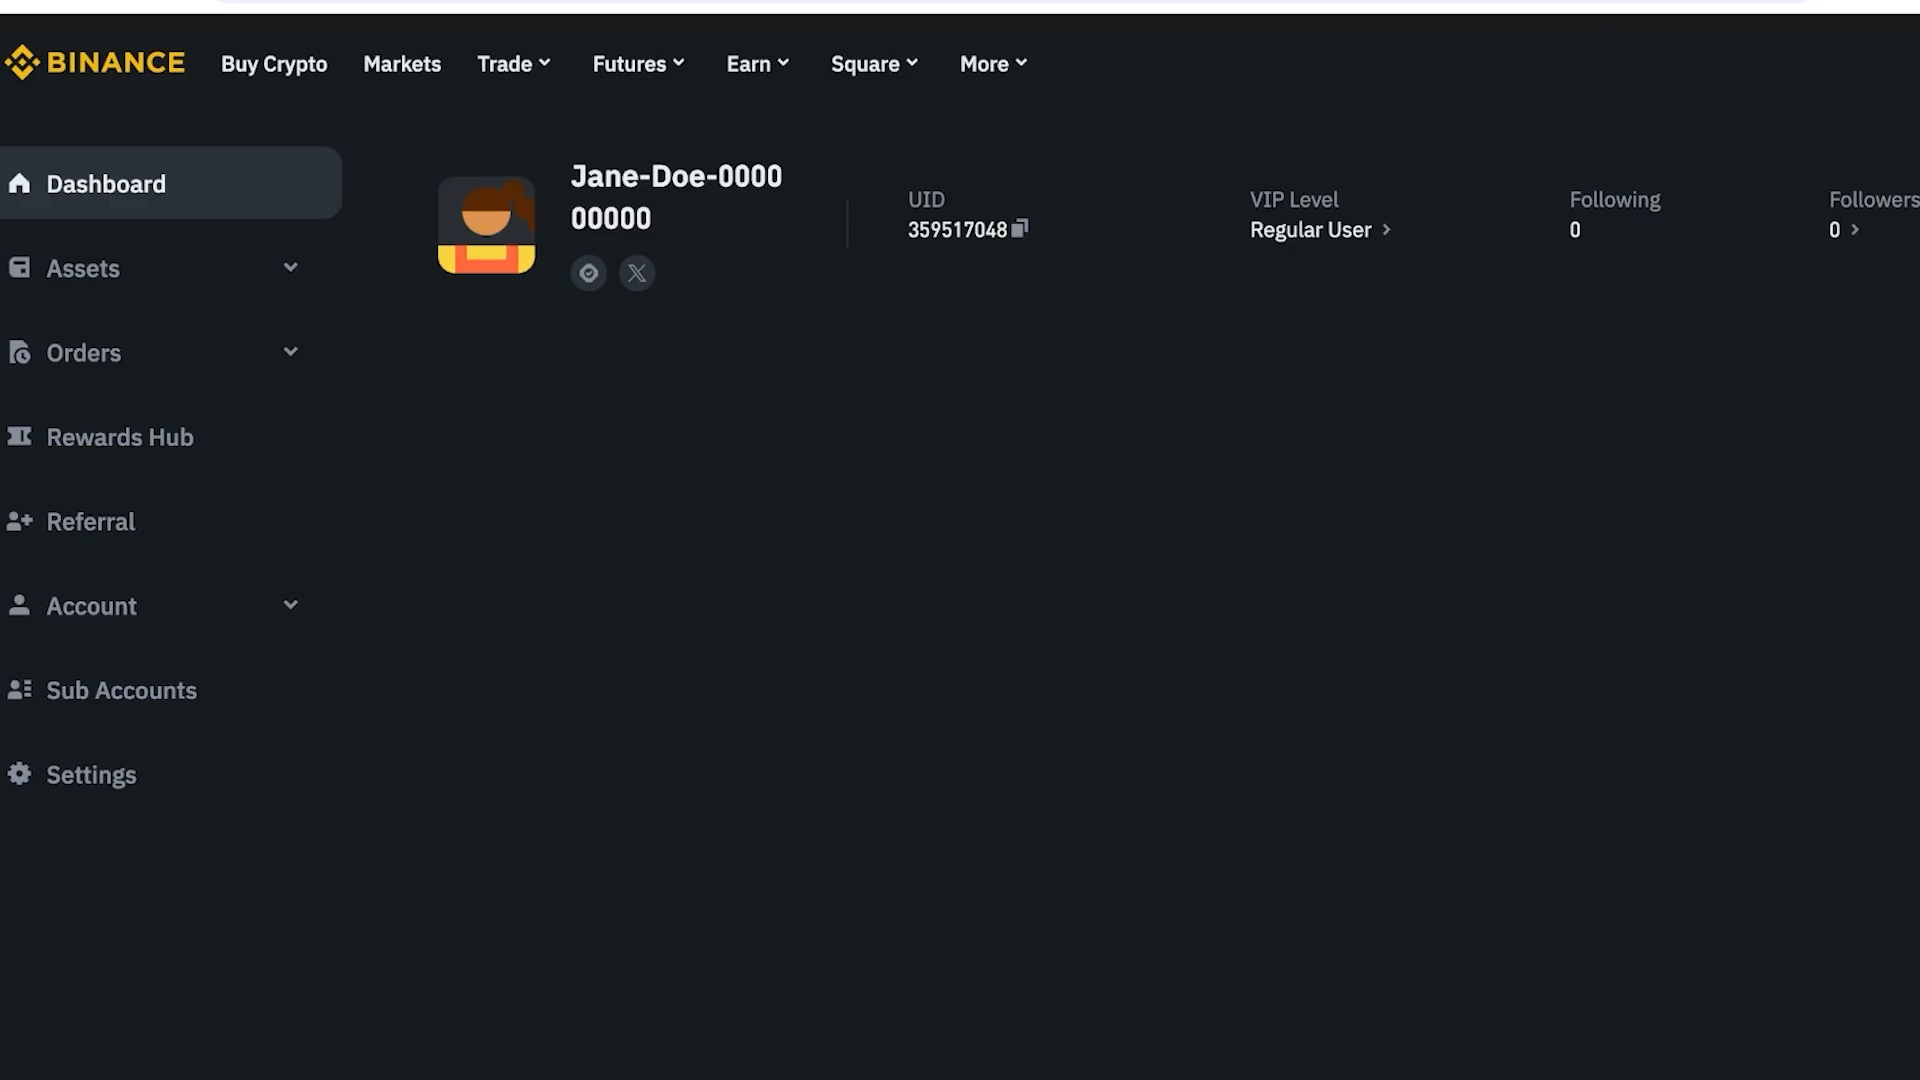 BINANCE Buy Crypto Markets Trade Futures Earn Square More
Dashboard
Assets
Orders
Rewards Hub
Referral
Account
Sub Accounts
Settings
Jane-Doe-0000
00000
UID
359517048
VIP Level
Regular User
Following
0
Followers
0